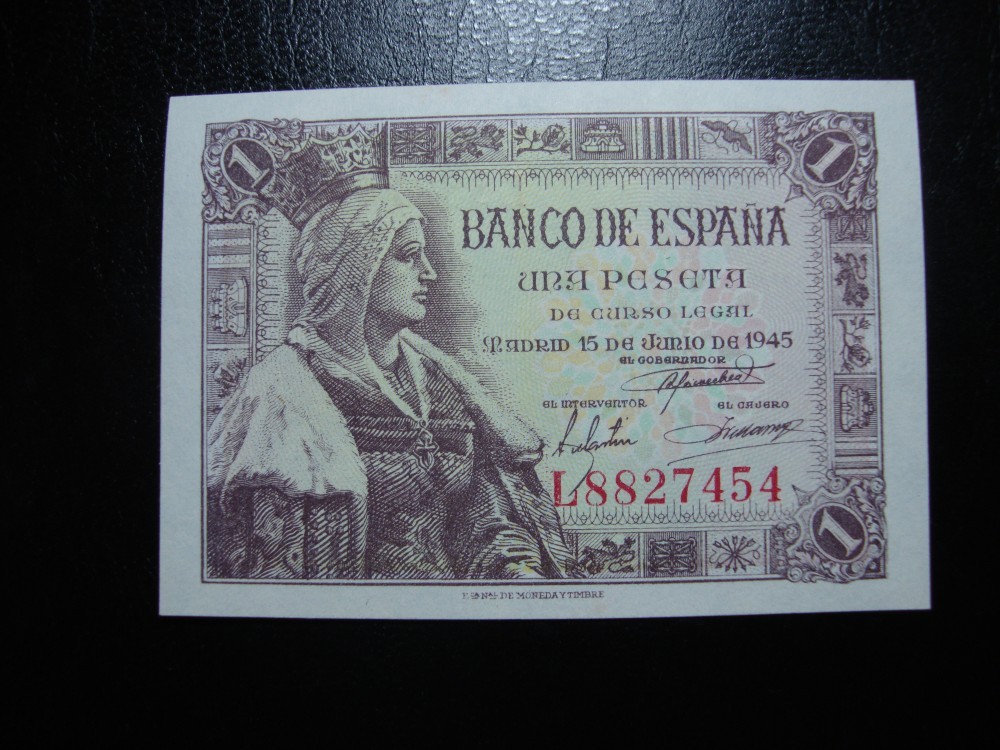 1 1
BANCO DE ESPAÑA
UNA PESETA
DE CURSO LEGAL
MADRID 15 DE JUNIO DE 1945
EL GOBERNADOR
EL INTERVENTOR EL CAJERO
L8827454
1
DE MONEDA Y TIMBRE